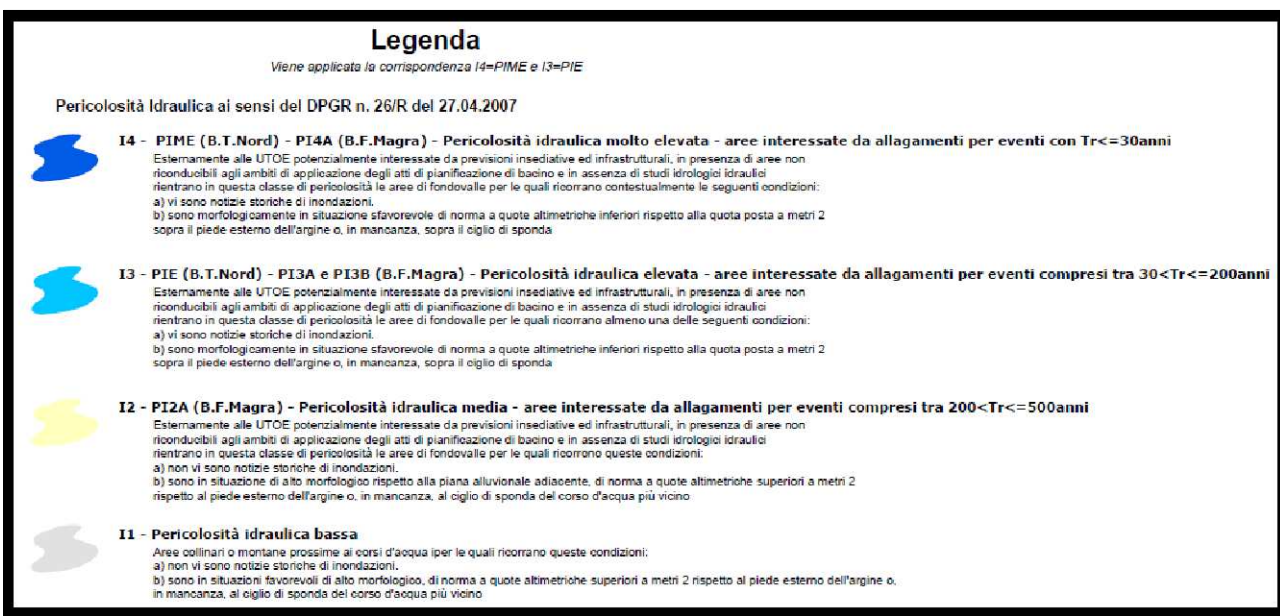 Legenda
Viene applicata la corrispondenza I4=PIME e I3=PIE
Pericolosità Idraulica ai sensi del DPGR n. 26/R del 27.04.2007
I4 - PIME (B.T.Nord) - PI4A (B.F.Magra) - Pericolosità idraulica molto elevata - aree interessate da allagamenti per eventi con Tr<=30anni
Esternamente alle UTOE potenzialmente interessate da previsioni insediative ed infrastrutturali, in presenza di aree non
riconducibili agli ambiti di applicazione degli atti di pianificazione di bacino e in assenza di studi idrologici idraulici
rientrano in questa classe di pericolosità le aree di fondovalle per le quali ricorrano contestualmente le seguenti condizioni:
a) vi sono notizie storiche di inondazioni.
b) sono morfologicamente in situazione sfavorevole di norma a quote altimetriche inferiori rispetto alla quota posta a metri 2
sopra il piede esterno dell'argine o, in mancanza, sopra il ciglio di sponda
I3 - PIE (B.T.Nord) - PI3A e PI3B (B.F.Magra) - Pericolosità idraulica elevata - aree interessate da allagamenti per eventi compresi tra 30<Tr<=200anni
Esternamente alle UTOE potenzialmente interessate da previsioni insediative ed infrastrutturali, in presenza di aree non
riconducibili agli ambiti di applicazione degli atti di pianificazione di bacino e in assenza di studi idrologici idraulici
rientrano in questa classe di pericolosità le aree di fondovalle per le quali ricorrano almeno una delle seguenti condizioni:
a) vi sono notizie storiche di inondazioni.
b) sono morfologicamente in situazione sfavorevole di norma a quote altimetriche inferiori rispetto alla quota posta a metri 2
sopra il piede esterno dell'argine o, in mancanza, sopra il ciglio di sponda
I2 - PI2A (B.F.Magra) - Pericolosità idraulica media - aree interessate da allagamenti per eventi compresi tra 200<Tr<=500anni
Esternamente alle UTOE potenzialmente interessate da previsioni insediative ed infrastrutturali, in presenza di aree non
riconducibili agli ambiti di applicazione degli atti di pianificazione di bacino e in assenza di studi idrologici idraulici
rientrano in questa classe di pericolosità le aree di fondovalle per le quali ricorrono queste condizioni:
a) non vi sono notizie storiche di inondazioni.
b) sono in situazione di alto morfologico rispetto alla piana alluvionale adiacente, di norma a quote altimetriche superiori a metri 2
rispetto al piede esterno dell'argine o, in mancanza, al ciglio di sponda del corso d'acqua più vicino
I1 - Pericolosità idraulica bassa
Aree collinari o montane prossime ai corsi d'acqua iper le quali ricorrano queste condizioni:
a) non vi sono notizie storiche di inondazioni.
b) sono in situazioni favorevoli di alto morfologico, di norma a quote altimetriche superiori a metri 2 rispetto al piede esterno dell'argine o,
in mancanza, al ciglio di sponda del corso d'acqua più vicino